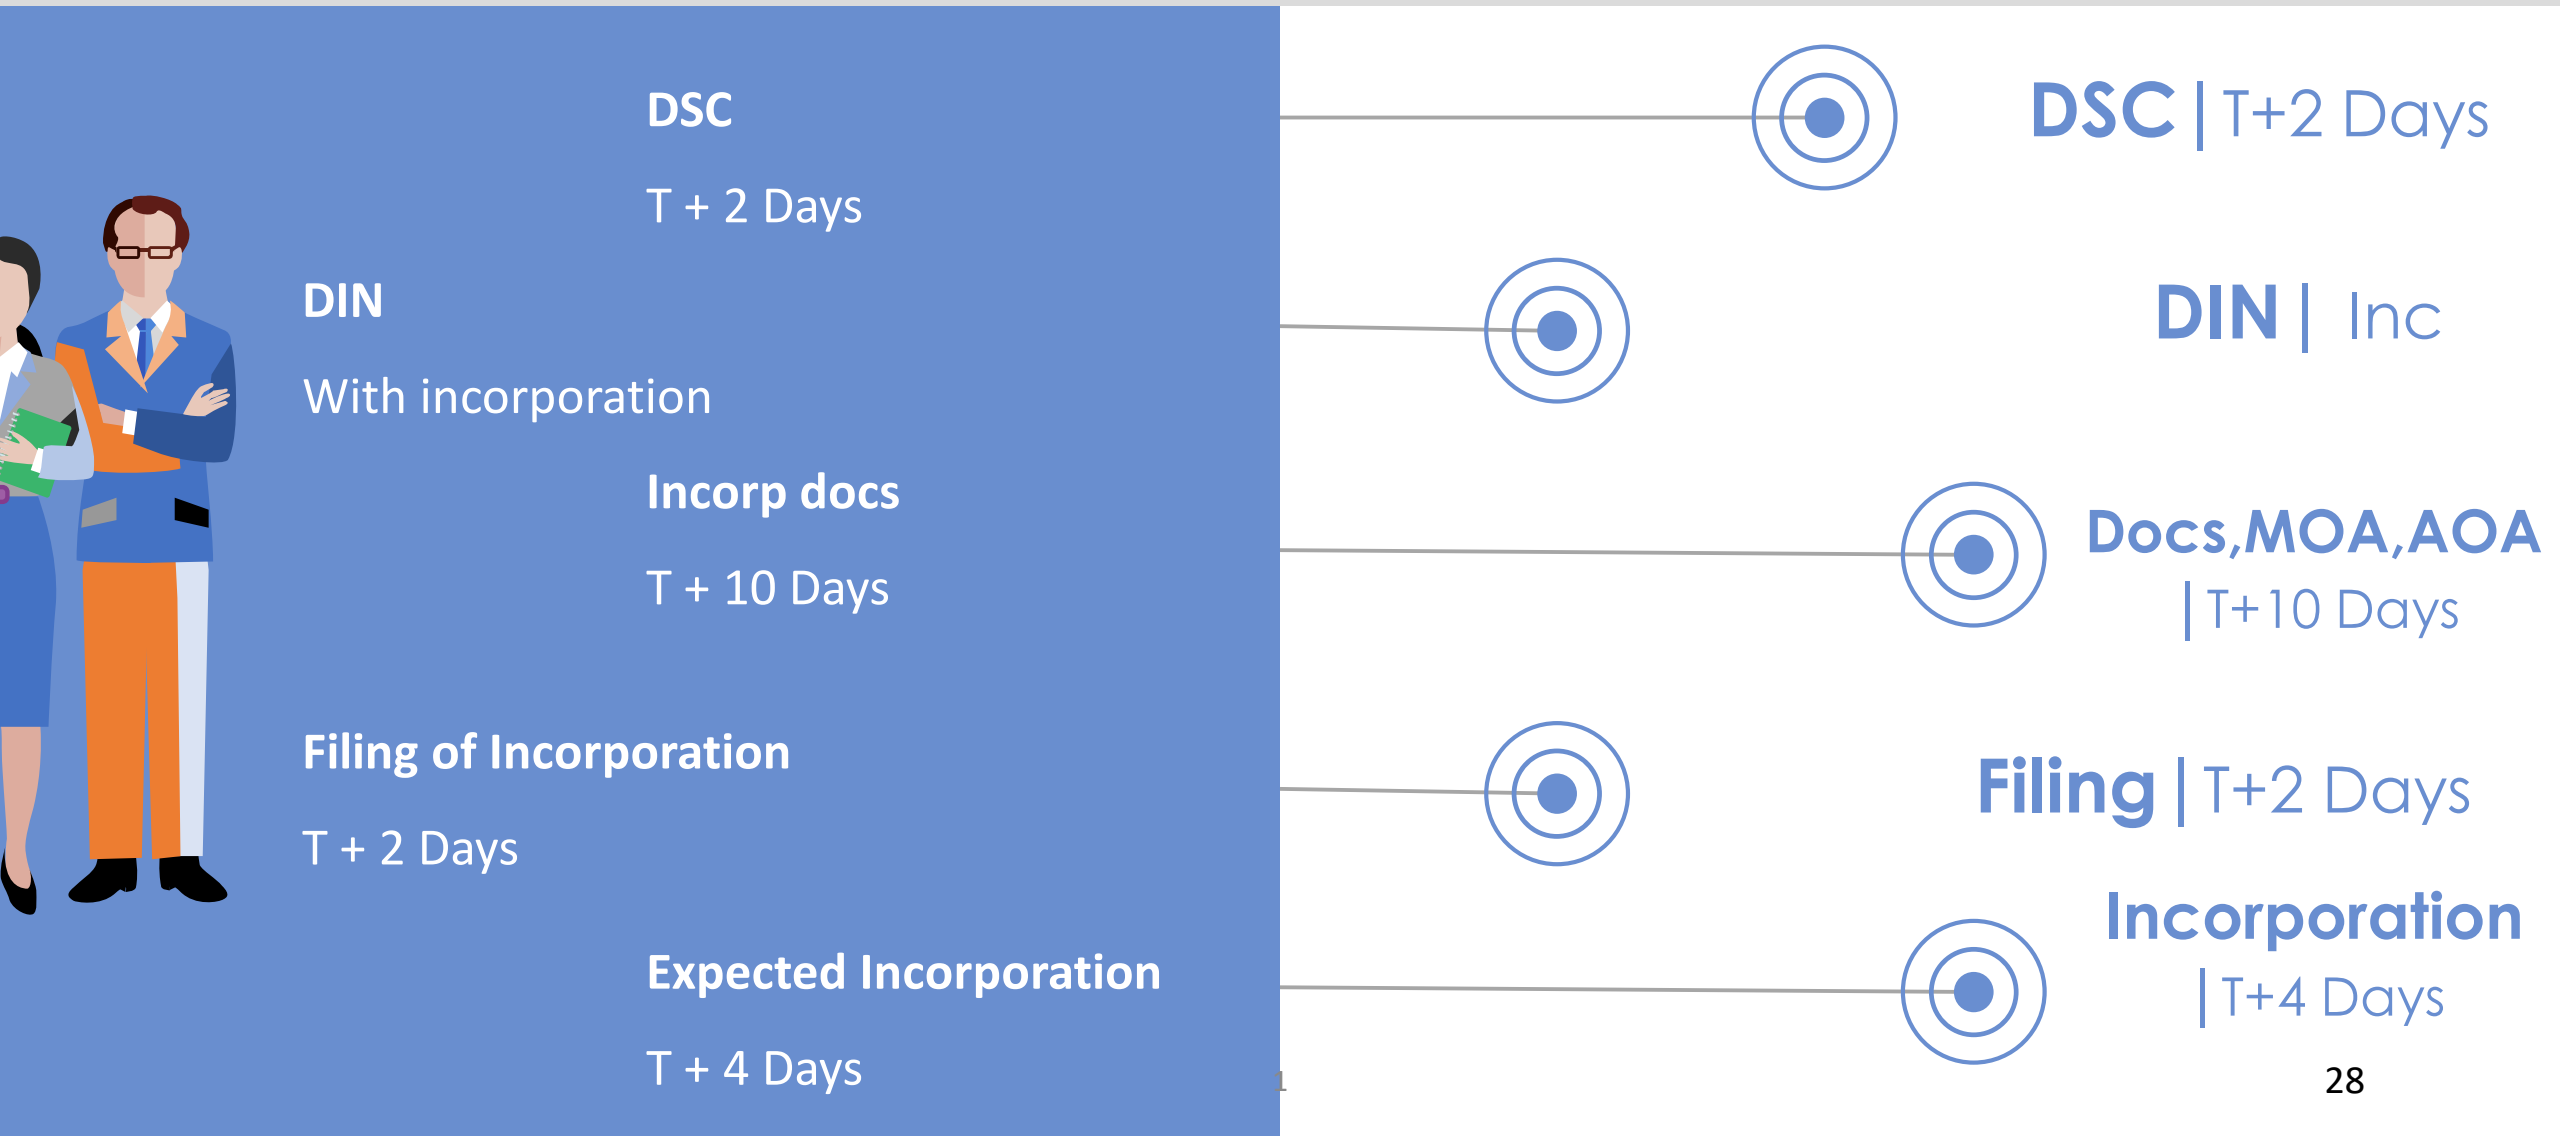 DSC
T + 2 Days
DIN
With incorporation
Incorp docs
T + 10 Days
Filing of Incorporation
T + 2 Days
Expected Incorporation
T + 4 Days
DSC | T+2 Days
DIN | Inc
Docs,MOA,AOA
| T+10 Days
Filing | T+2 Days
Incorporation
| T+4 Days
28